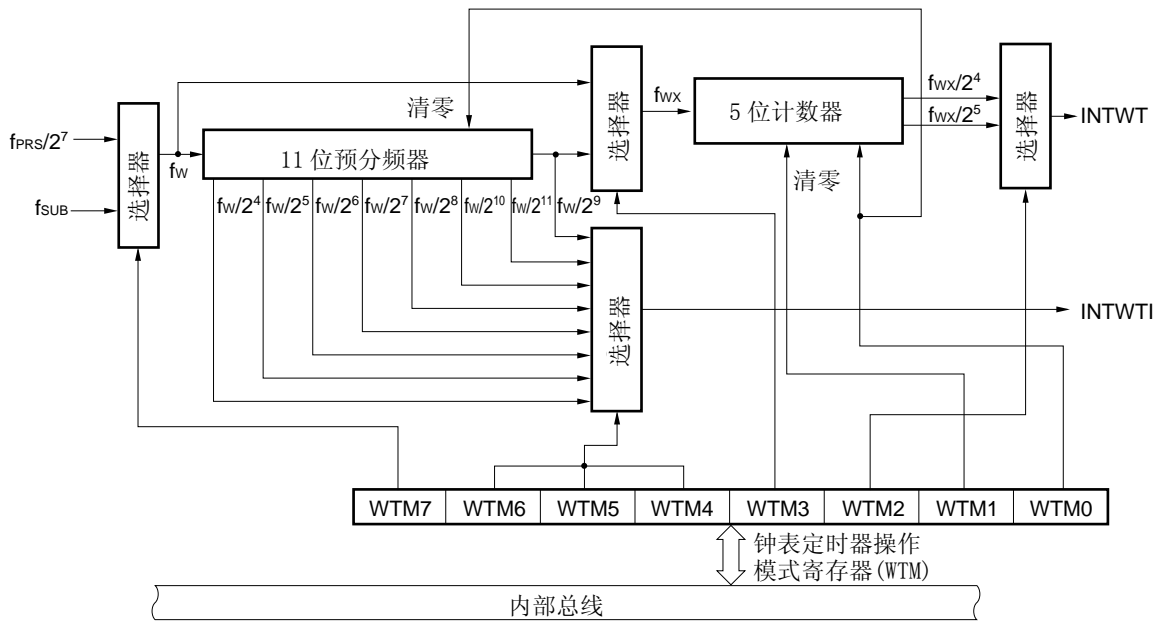 清零
fPRS/2⁷
fSUB
选择器
fW
11 位预分频器
fW/2⁴ fW/2⁵ fW/2⁶ fW/2⁷ fW/2⁸ fW/2¹⁰ fW/2¹¹ fW/2⁹
选择器
fWX
5 位计数器
清零
fWX/2⁴
fWX/2⁵
选择器
INTWT
选择器
INTWTI
WTM7 WTM6 WTM5 WTM4 WTM3 WTM2 WTM1 WTM0
钟表定时器操作
模式寄存器(WTM)
内部总线